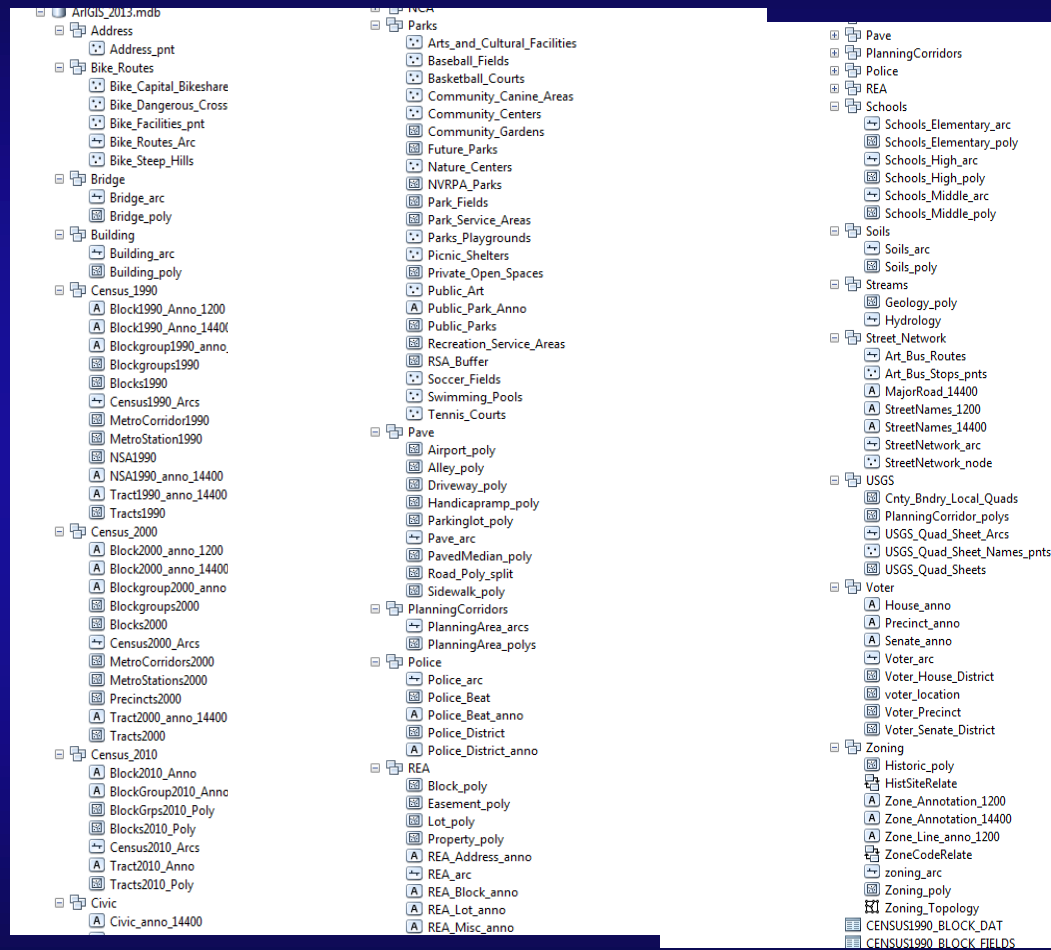 ArlGIS_2013.mdb
Address
Address_pnt
Bike_Routes
Bike_Capital_Bikeshare
Bike_Dangerous_Cross
Bike_Facilities_pnt
Bike_Routes_Arc
Bike_Steep_Hills
Bridge
Bridge_arc
Bridge_poly
Building
Building_arc
Building_poly
Census_1990
Block1990_Anno_1200
Block1990_Anno_1440
Blockgroup1990_anno_
Blockgroups1990
Blocks1990
Census1990_Arcs
MetroCorridor1990
MetroStation1990
NSA1990
NSA1990_anno_14400
Tract1990_anno_14400
Tracts1990
Census_2000
Block2000_anno_1200
Block2000_anno_14400
Blockgroup2000_anno
Blockgroups2000
Blocks2000
Census2000_Arcs
MetroCorridors2000
MetroStations2000
Precincts2000
Tract2000_anno_14400
Tracts2000
Census_2010
Block2010_Anno
BlockGroup2010_Anno
BlockGrps2010_Poly
Blocks2010_Poly
Census2010_Arcs
Tract2010_Anno
Tracts2010_Poly
Civic
Civic_anno_14400
NCA
Parks
Arts_and_Cultural_Facilities
Baseball_Fields
Basketball_Courts
Community_Canine_Areas
Community_Centers
Community_Gardens
Future_Parks
Nature_Centers
NVRPA_Parks
Park_Fields
Park_Service_Areas
Parks_Playgrounds
Picnic_Shelters
Private_Open_Spaces
Public_Art
Public_Park_Anno
Public_Parks
Recreation_Service_Areas
RSA_Buffer
Soccer_Fields
Swimming_Pools
Tennis_Courts
Pave
Airport_poly
Alley_poly
Driveway_poly
Handicapramp_poly
Parkinglot_poly
Pave_arc
PavedMedian_poly
Road_Poly_split
Sidewalk_poly
PlanningCorridors
PlanningArea_arcs
PlanningArea_polys
Police
Police_arc
Police_Beat
Police_Beat_anno
Police_District
Police_District_anno
REA
Block_poly
Easement_poly
Lot_poly
Property_poly
REA_Address_anno
REA_arc
REA_Block_anno
REA_Lot_anno
REA_Misc_anno
Pave
PlanningCorridors
Police
REA
Schools
Schools_Elementary_arc
Schools_Elementary_poly
Schools_High_arc
Schools_High_poly
Schools_Middle_arc
Schools_Middle_poly
Soils
Soils_arc
Soils_poly
Streams
Geology_poly
Hydrology
Street_Network
Art_Bus_Routes
Art_Bus_Stops_pnts
MajorRoad_14400
StreetNames_1200
StreetNames_14400
StreetNetwork_arc
StreetNetwork_node
USGS
Cnty_Bndry_Local_Quads
PlanningCorridor_polys
USGS_Quad_Sheet_Arcs
USGS_Quad_Sheet_Names_pnts
USGS_Quad_Sheets
Voter
House_anno
Precinct_anno
Senate_anno
Voter_arc
Voter_House_District
voter_location
Voter_Precinct
Voter_Senate_District
Zoning
Historic_poly
HistSiteRelate
Zone_Annotation_1200
Zone_Annotation_14400
Zone_Line_anno_1200
ZoneCodeRelate
zoning_arc
Zoning_poly
Zoning_Topology
CENSUS1990_BLOCK_DAT
CENSUS1990_BLOCK_FIELDS